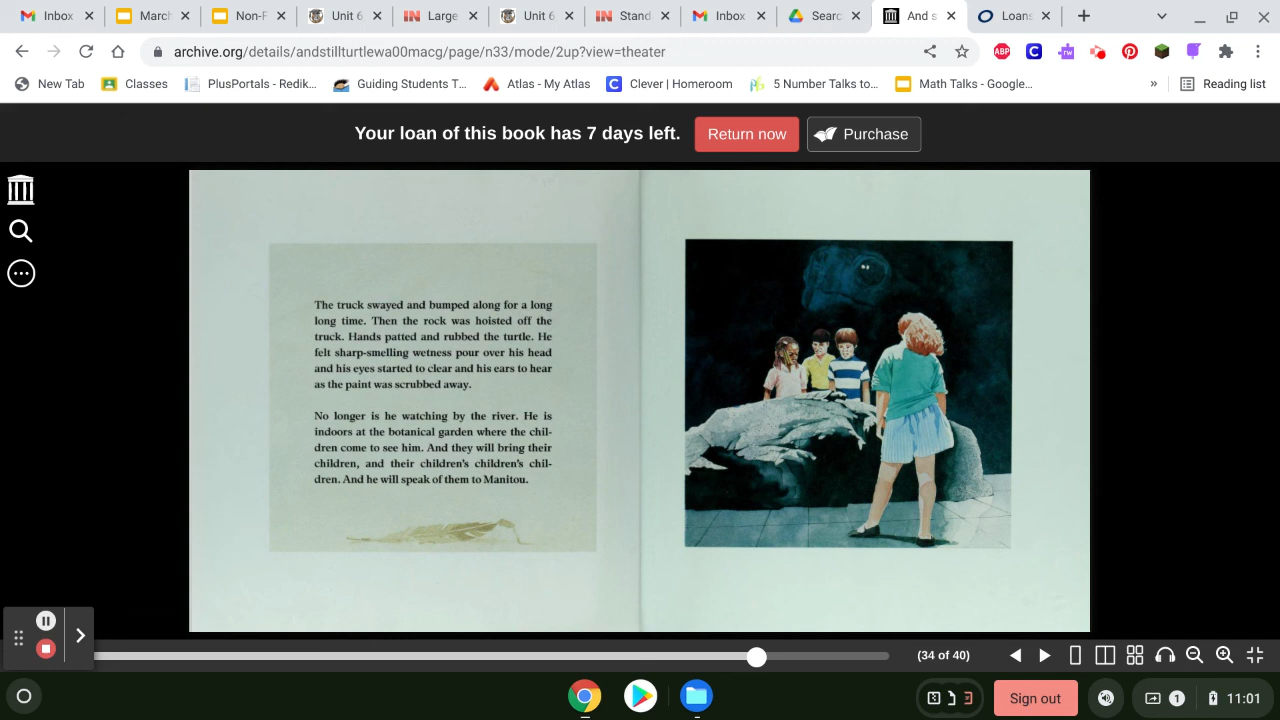 Inbox
March
Non-F
Unit 6
Large
Unit 6.
Stand
Inbox
Searc
And s
Loans
archive.org/details/andstillturtlewa00macg/page/n33/mode/2up?view=theater
ABP
C
rw
New Tab
Classes
PlusPortals - Redik...
Guiding Students T...
Atlas - My Atlas
C Clever | Homeroom
5 Number Talks to...
Math Talks - Google...
»
Reading list
Your loan of this book has 7 days left.
Return now
Purchase
The truck swayed and bumped along for a long
long time. Then the rock was hoisted off the
truck. Hands patted and rubbed the turtle. He
felt sharp-smelling wetness pour over his head
and his eyes started to clear and his ears to hear
as the paint was scrubbed away.
No longer is he watching by the river. He is
indoors at the botanical garden where the chil-
dren come to see him. And they will bring their
children, and their children's children's chil-
dren. And he will speak of them to Manitou.
(34 of 40)
Sign out
1
11:01